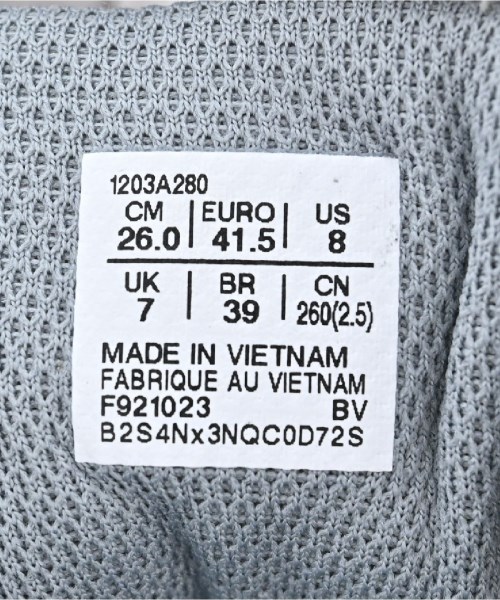 1203A280
CM | EURO | US
26.0 | 41.5 | 8
UK | BR | CN
7 | 39 | 260(2.5)
MADE IN VIETNAM
FABRIQUE AU VIETNAM
F921023 BV
B2S4Nx3NQC0D72S